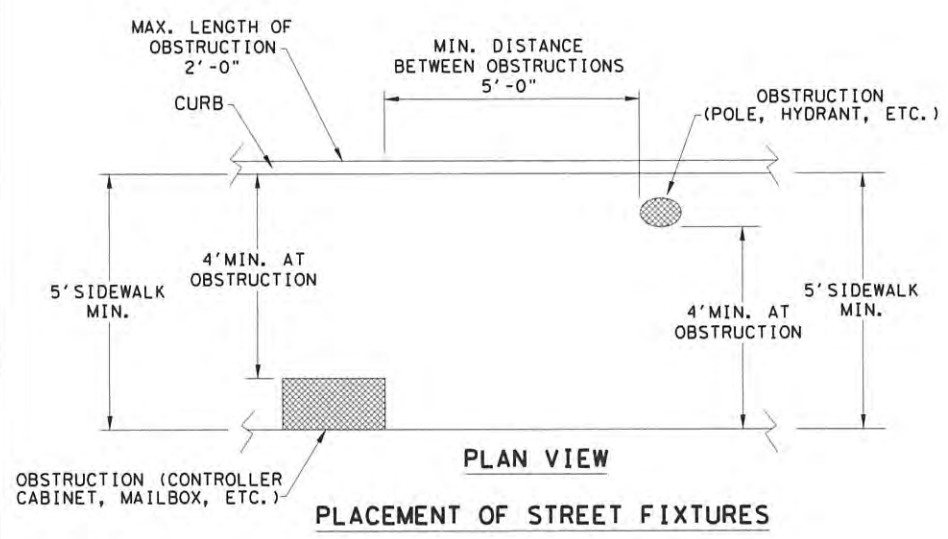 MAX. LENGTH OF
OBSTRUCTION
2'-0"
CURB
MIN. DISTANCE
BETWEEN OBSTRUCTIONS
5'-0"
OBSTRUCTION
(POLE, HYDRANT, ETC.)
5'SIDEWALK
MIN.
4'MIN. AT
OBSTRUCTION
4'MIN. AT
OBSTRUCTION
5'SIDEWALK
MIN.
OBSTRUCTION (CONTROLLER
CABINET, MAILBOX, ETC.)
PLAN VIEW
PLACEMENT OF STREET FIXTURES